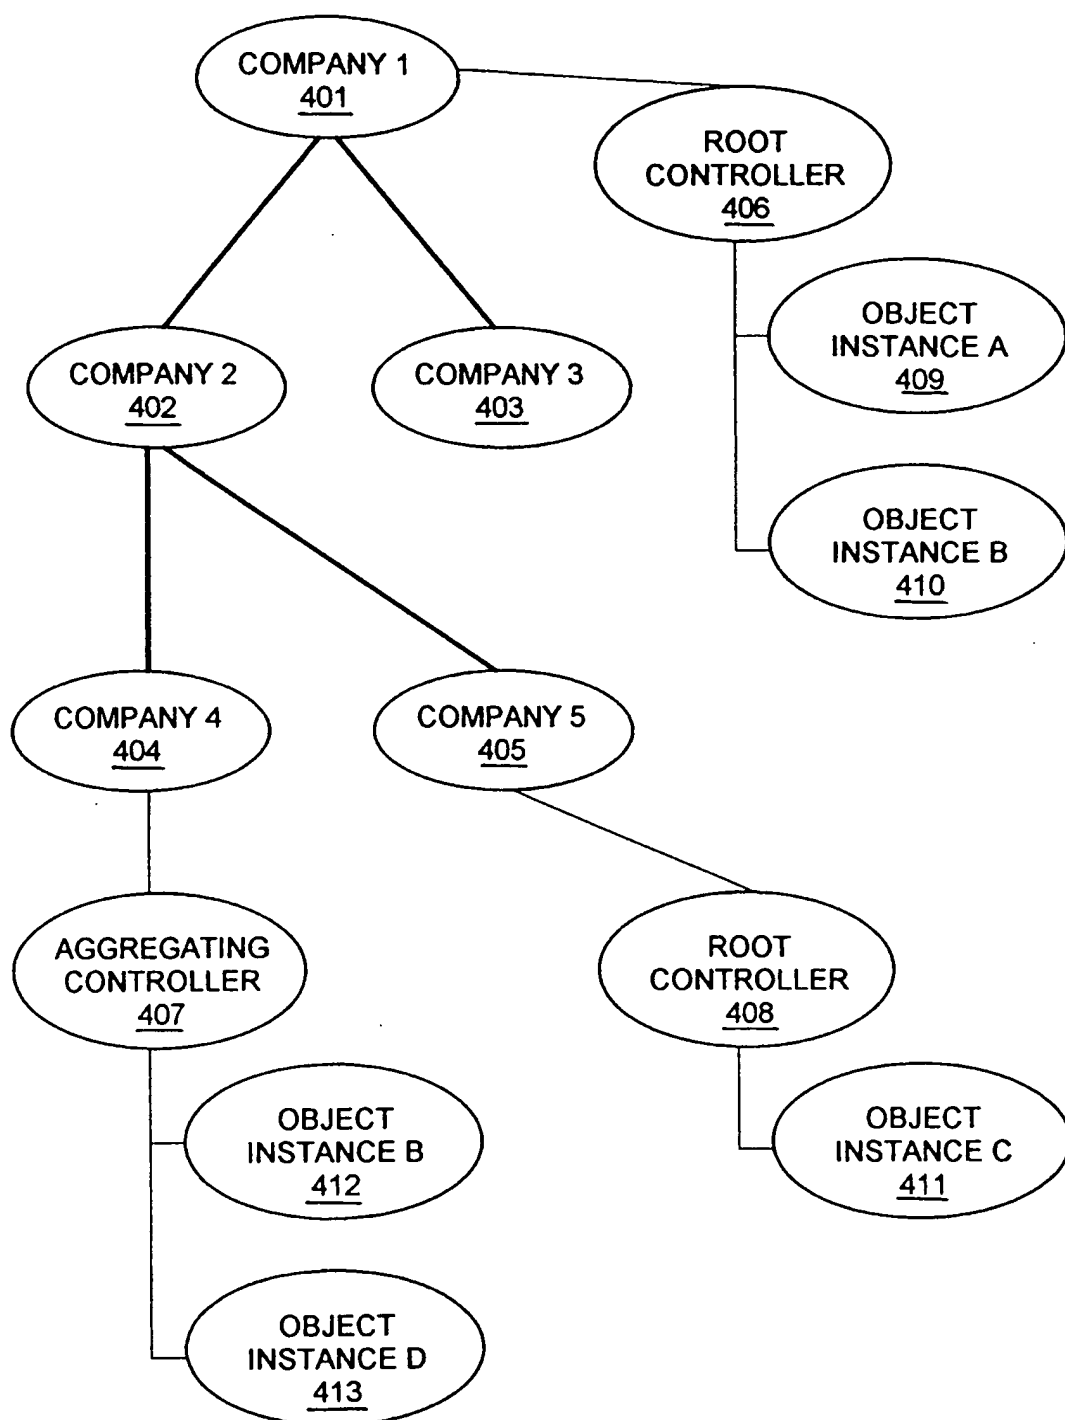 COMPANY 1
401
ROOT
CONTROLLER
406
OBJECT
INSTANCE A
409
COMPANY 2
402
COMPANY 3
403
OBJECT
INSTANCE B
410
COMPANY 4
404
COMPANY 5
405
AGGREGATING
CONTROLLER
407
ROOT
CONTROLLER
408
OBJECT
INSTANCE B
412
OBJECT
INSTANCE C
411
OBJECT
INSTANCE D
413